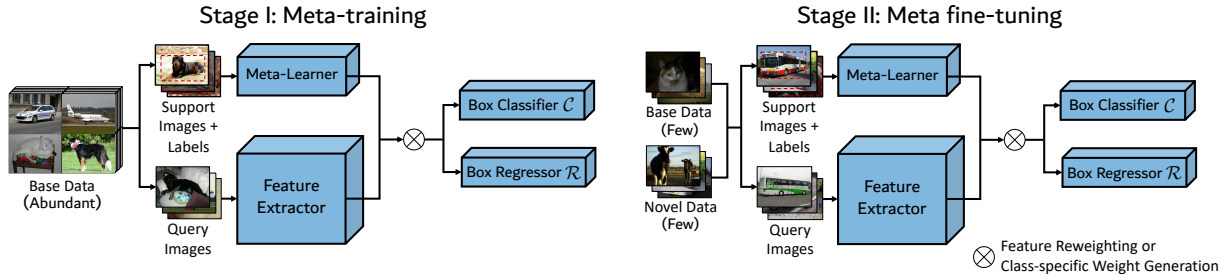 Stage I: Meta-training
Meta-Learner
Support
Images +
Labels
Base Data
(Abundant)
Feature
Extractor
Query
Images
Box Classifier C
Box Regressor R
Stage II: Meta fine-tuning
Base Data
(Few)
Novel Data
(Few)
Support
Images +
Labels
Meta-Learner
Query
Images
Feature
Extractor
Box Classifier C
Box Regressor R
Feature Reweighting or
Class-specific Weight Generation